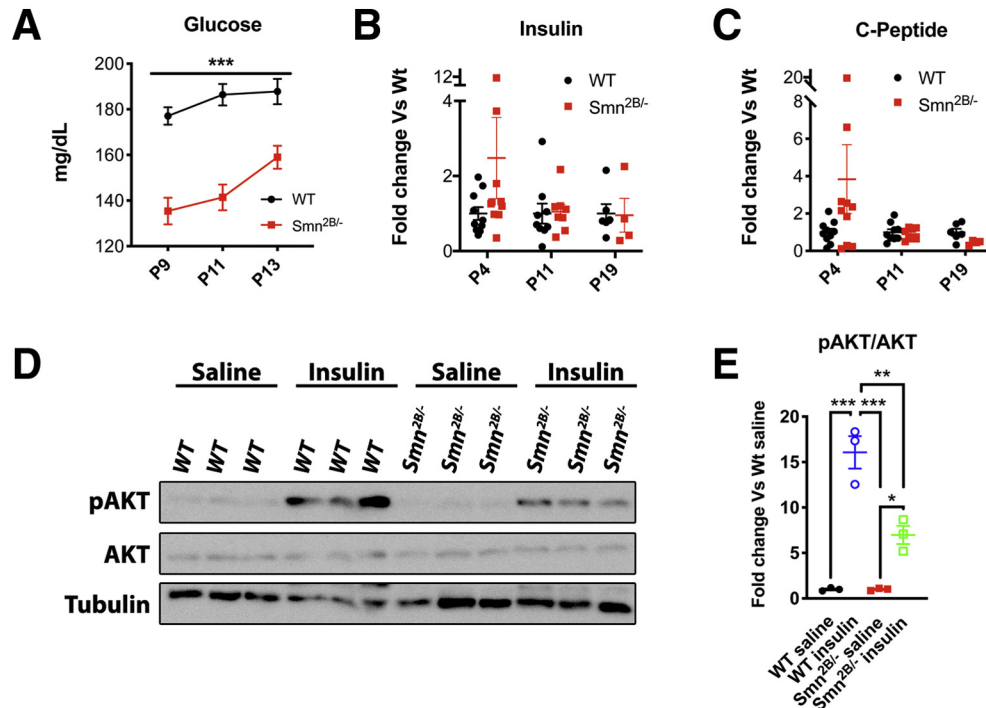 A
Glucose
***
200
180
160
140
120
mg/dL
WT
Smn2B/-
P9
P11
P13
B
Insulin
12
4
2
0
Fold change Vs Wt
WT
Smn2B/-
P4
P11
P19
C
C-Peptide
20
8
6
4
2
0
Fold change Vs Wt
WT
Smn2B/-
P4
P11
P19
D
Saline Insulin Saline Insulin
WT WT WT WT WT WT Smn2B/- Smn2B/- Smn2B/- Smn2B/- Smn2B/- Smn2B/-
pAKT
AKT
Tubulin
E
pAKT/AKT
**
*** ***
*
20
15
10
5
0
Fold change Vs Wt saline
WT saline
WT insulin
Smn2B/- saline
Smn2B/- insulin